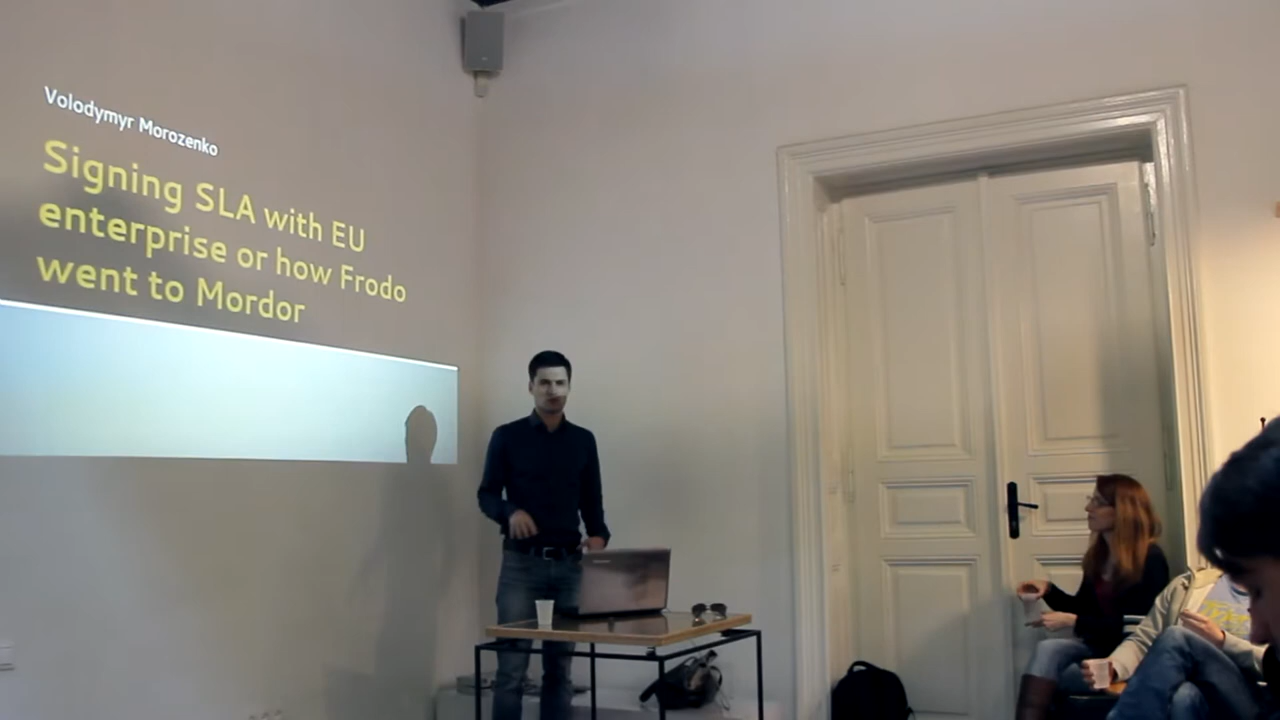 Volodymyr Morozenko
Signing SLA with EU
enterprise or how Frodo
went to Mordor